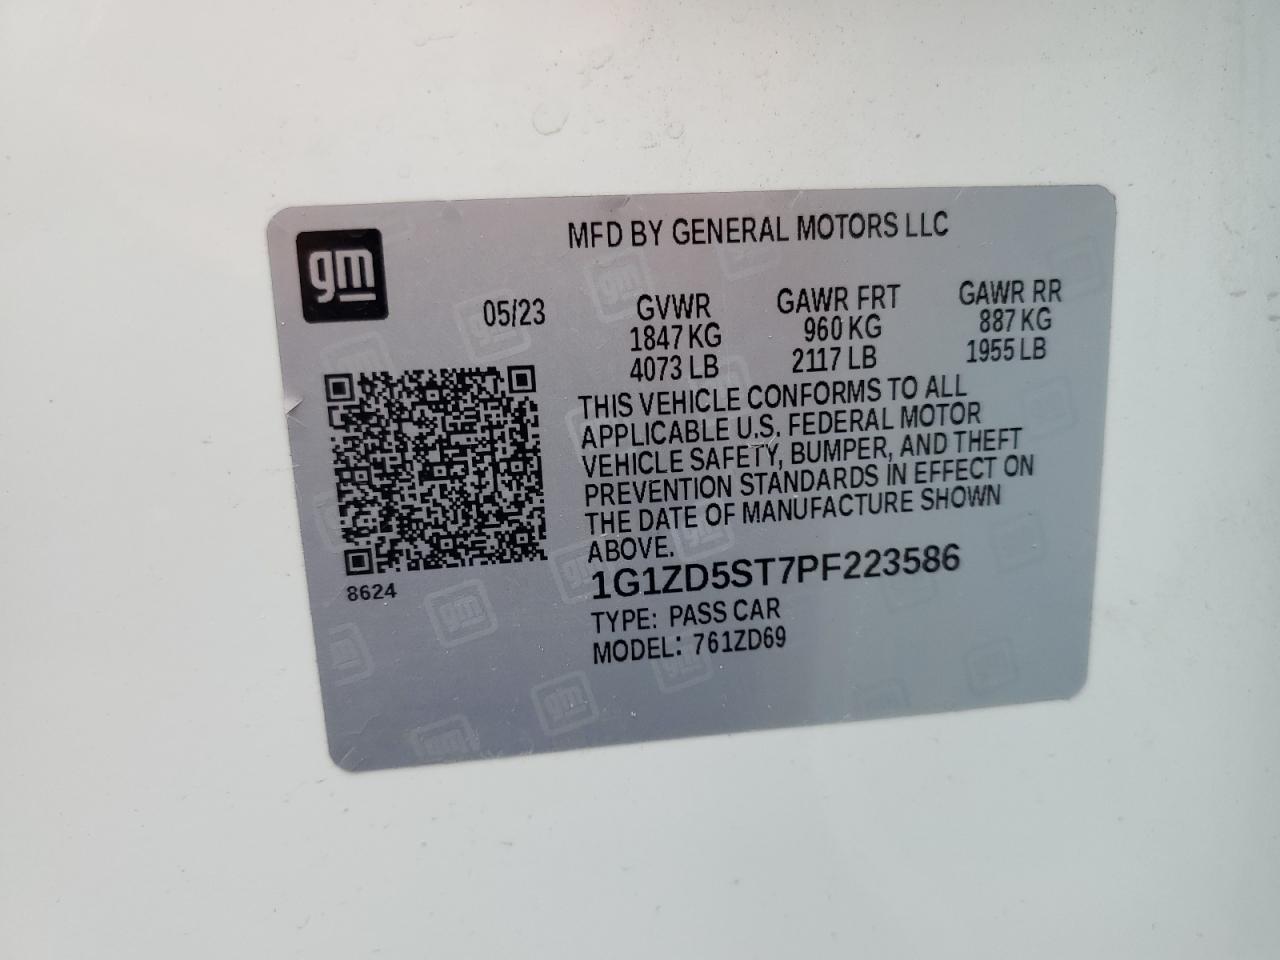 MFD BY GENERAL MOTORS LLC
gm
05/23
GVWR GAWR FRT GAWR RR
1847 KG 960 KG 887 KG
4073 LB 2117 LB 1955 LB
THIS VEHICLE CONFORMS TO ALL
APPLICABLE U.S. FEDERAL MOTOR
VEHICLE SAFETY, BUMPER, AND THEFT
PREVENTION STANDARDS IN EFFECT ON
THE DATE OF MANUFACTURE SHOWN
ABOVE.
8624
1G1ZD5ST7PF223586
TYPE: PASS CAR
MODEL: 761ZD69